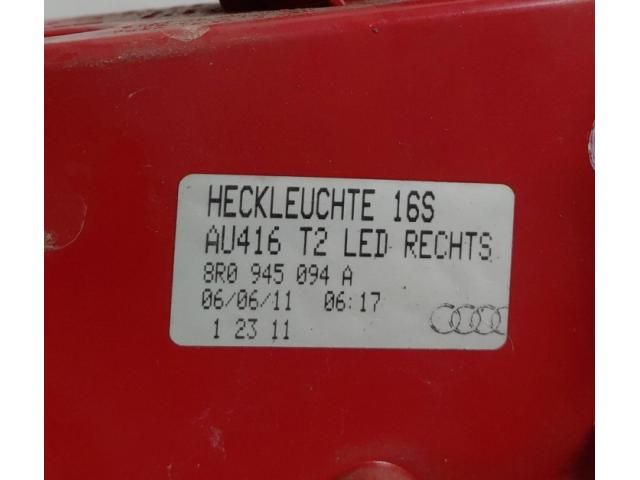 HECKLEUCHTE 16S
AU416 T2 LED RECHTS
8R0 945 094 A
06/06/11 06:17
1 23 11